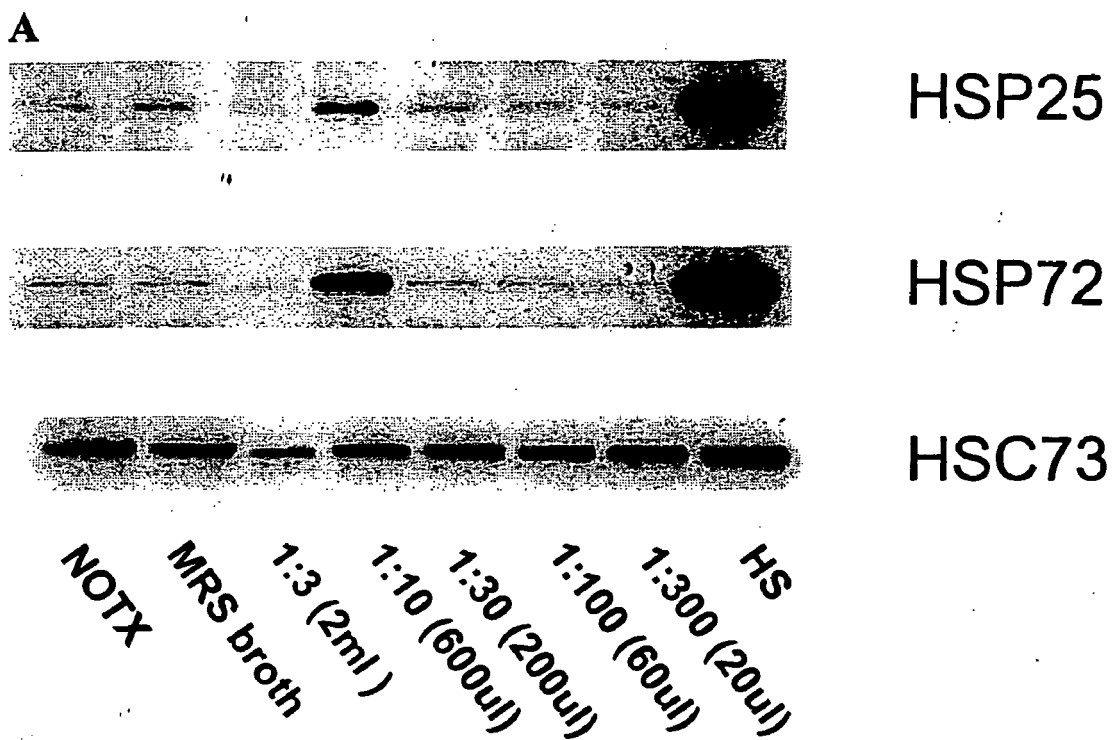 A
HSP25
HSP72
HSC73
NOTX
MRS broth
1:3 (2ml )
1:10 (600ul)
1:30 (200ul)
1:100 (60ul)
1:300 (20ul)
HS